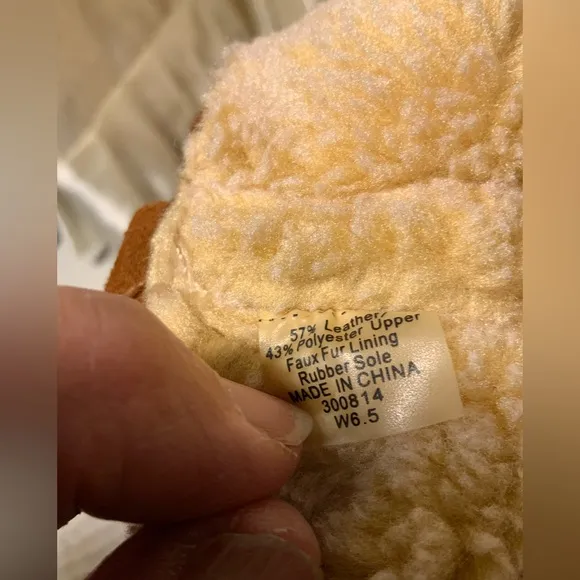 57% Leather/
43% Polyester Upper
Faux Fur Lining
Rubber Sole
MADE IN CHINA
300814
W6.5